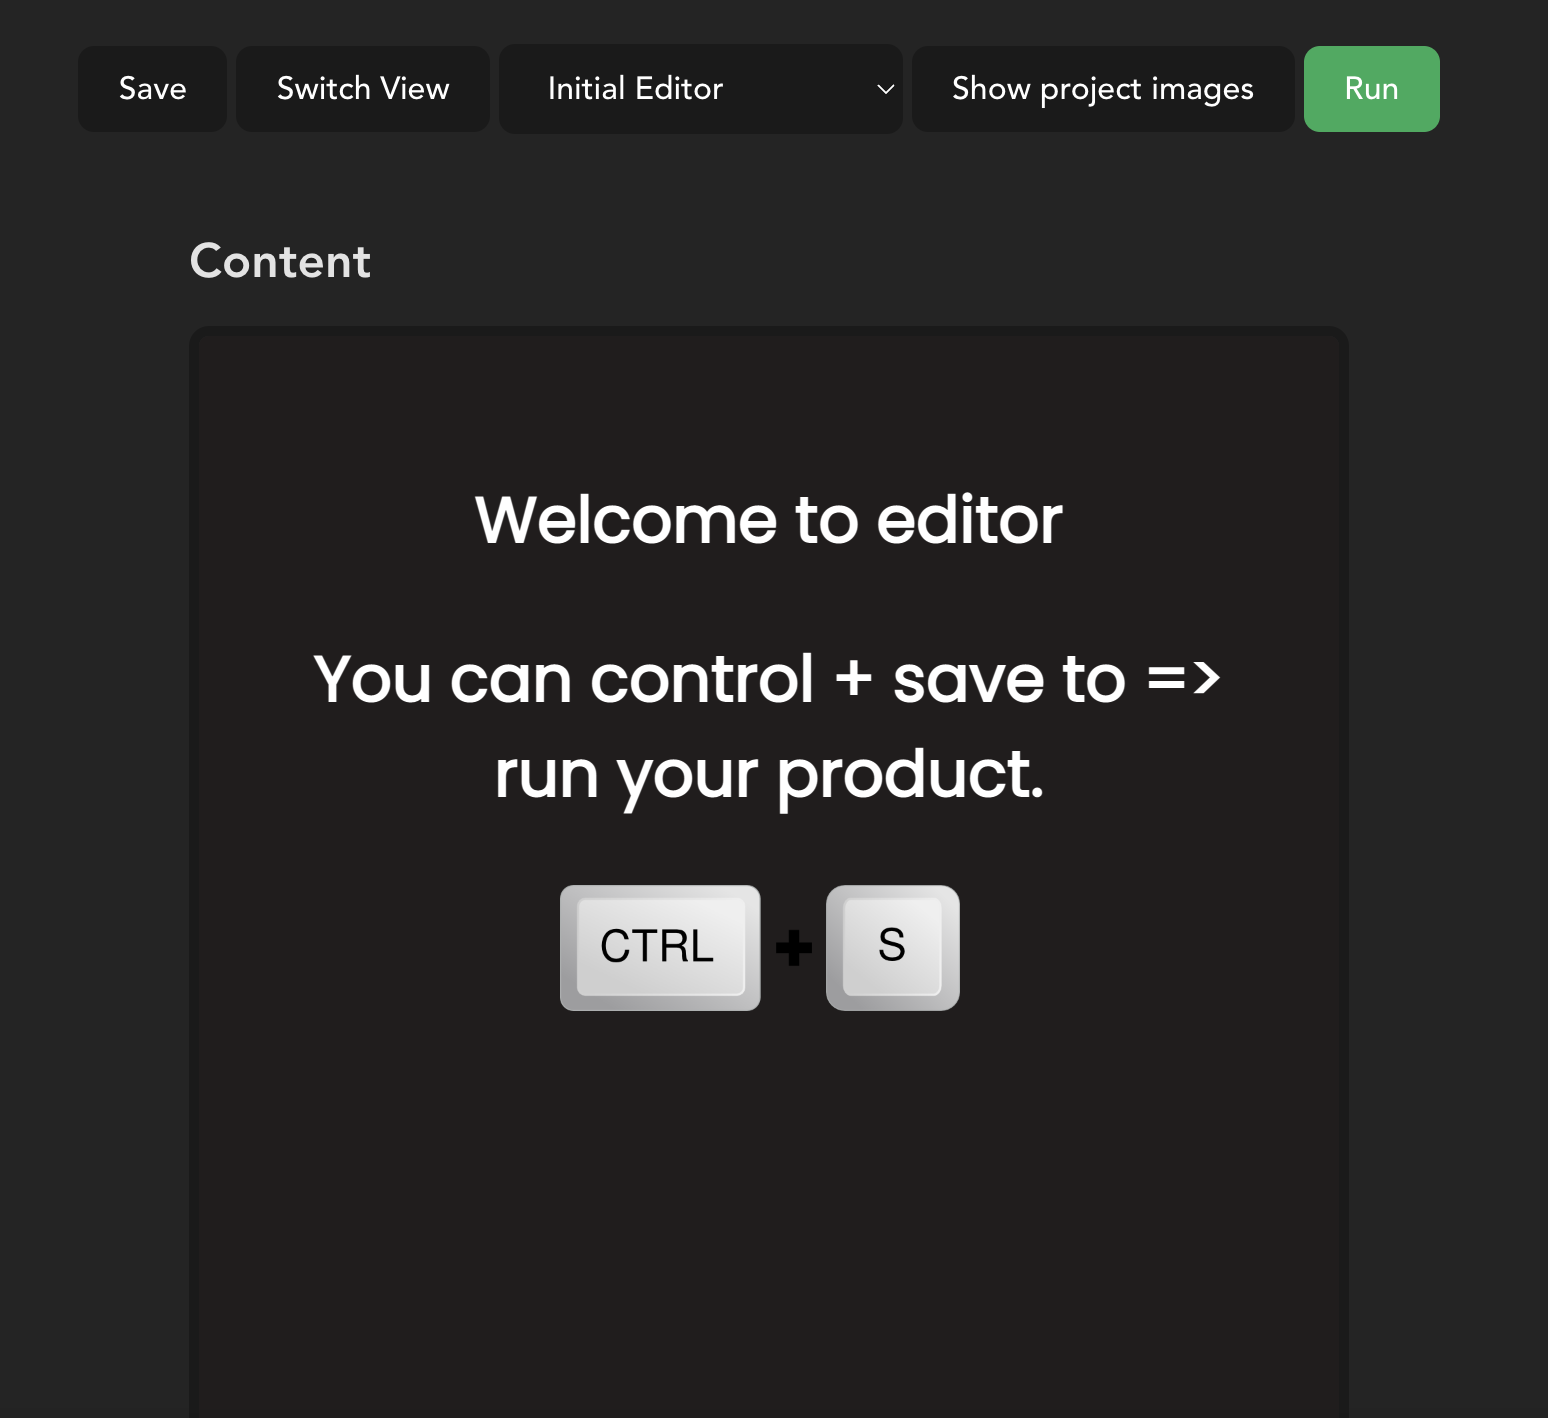 Save Switch View Initial Editor Show project images Run
Content
Welcome to editor
You can control + save to =>
run your product.
CTRL + S